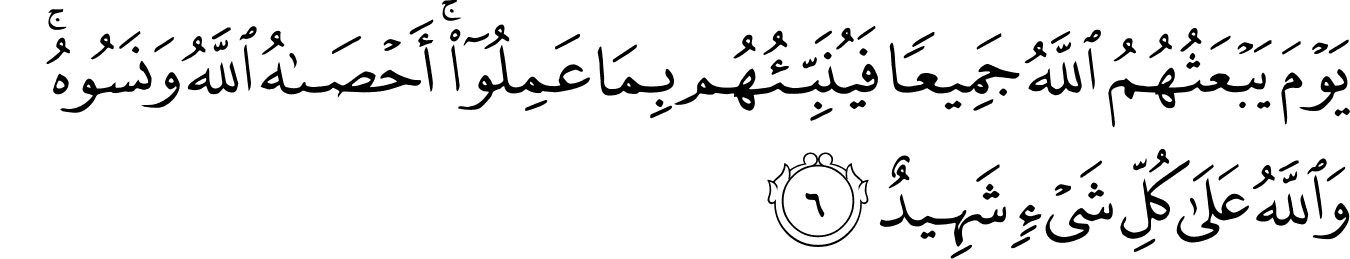 يَوْمَ يَبْعَثُهُمُ ٱللَّهُ جَمِيعًا فَيُنَبِّئُهُم بِمَا عَمِلُوٓا۟ ۚ أَحْصَىٰهُ ٱللَّهُ وَنَسُوهُ ۚ
وَٱللَّهُ عَلَىٰ كُلِّ شَىْءٍ شَهِيدٌ ٦